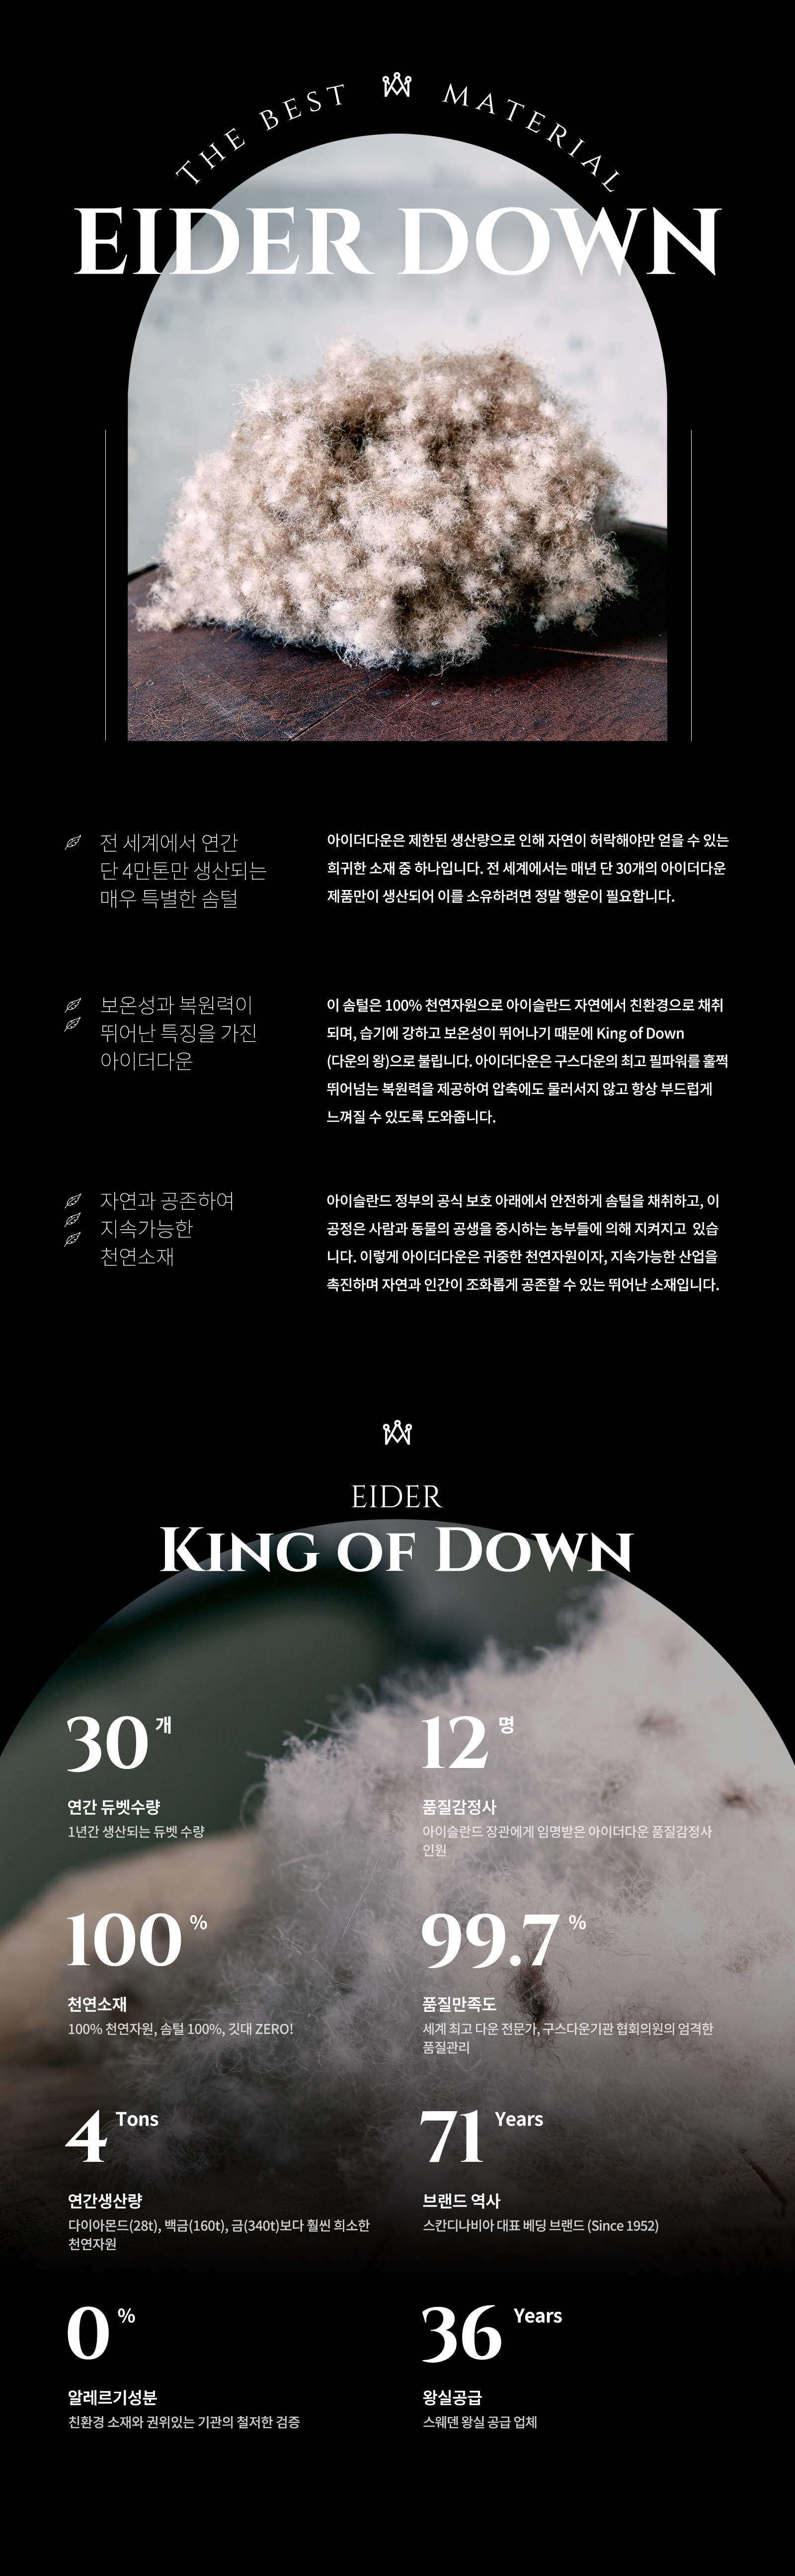 THE BEST MATERIAL
EIDER DOWN
전 세계에서 연간
단 4만톤만 생산되는
매우 특별한 솜털
아이더다운은 제한된 생산량으로 인해 자연이 허락해야만 얻을 수 있는
희귀한 소재 중 하나입니다. 전 세계에서는 매년 단 30개의 아이더다운
제품만이 생산되어 이를 소유하려면 정말 행운이 필요합니다.
보온성과 복원력이
뛰어난 특징을 가진
아이더다운
이 솜털은 100% 천연자원으로 아이슬란드 자연에서 친환경으로 채취
되며, 습기에 강하고 보온성이 뛰어나기 때문에 King of Down
(다운의 왕)으로 불립니다. 아이더다운은 구스다운의 최고 필파워를 훌쩍
뛰어넘는 복원력을 제공하여 압축에도 물러서지 않고 항상 부드럽게
느껴질 수 있도록 도와줍니다.
자연과 공존하여
지속가능한
천연소재
아이슬란드 정부의 공식 보호 아래에서 안전하게 솜털을 채취하고, 이
공정은 사람과 동물의 공생을 중시하는 농부들에 의해 지켜지고 있습
니다. 이렇게 아이더다운은 귀중한 천연자원이자, 지속가능한 산업을
촉진하며 자연과 인간이 조화롭게 공존할 수 있는 뛰어난 소재입니다.
EIDER
KING OF DOWN
30 개
연간 듀벳수량
1년간 생산되는 듀벳 수량
12 명
품질감정사
아이슬란드 장관에게 임명받은 아이더다운 품질감정사
인원
100 %
천연소재
100% 천연자원, 솜털 100%, 깃대 ZERO!
99.7 %
품질만족도
세계 최고 다운 전문가, 구스다운기관 협회의원의 엄격한
품질관리
4 Tons
연간생산량
다이아몬드(28t), 백금(160t), 금(340t)보다 훨씬 희소한
천연자원
71 Years
브랜드 역사
스칸디나비아 대표 베딩 브랜드 (Since 1952)
0 %
알레르기성분
친환경 소재와 권위있는 기관의 철저한 검증
36 Years
왕실공급
스웨덴 왕실 공급 업체